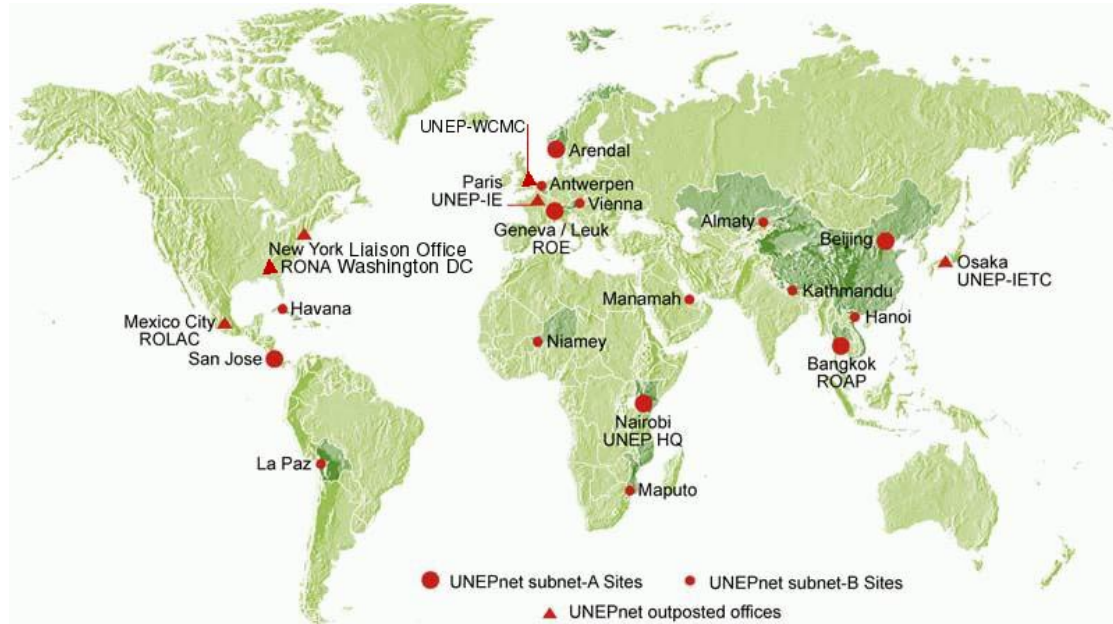 UNEP-WCMC
Arendal
Paris
UNEP-IE
Antwerpen
Vienna
Geneva / Leuk
ROE
Almaty
Beijing
New York Liaison Office
RONA Washington DC
Osaka
UNEP-IETC
Havana
Manamah
Kathmandu
Hanoi
Mexico City
ROLAC
Niamey
San Jose
Bangkok
ROAP
Nairobi
UNEP HQ
La Paz
Maputo
UNEPnet subnet-A Sites
UNEPnet subnet-B Sites
UNEPnet outposted offices